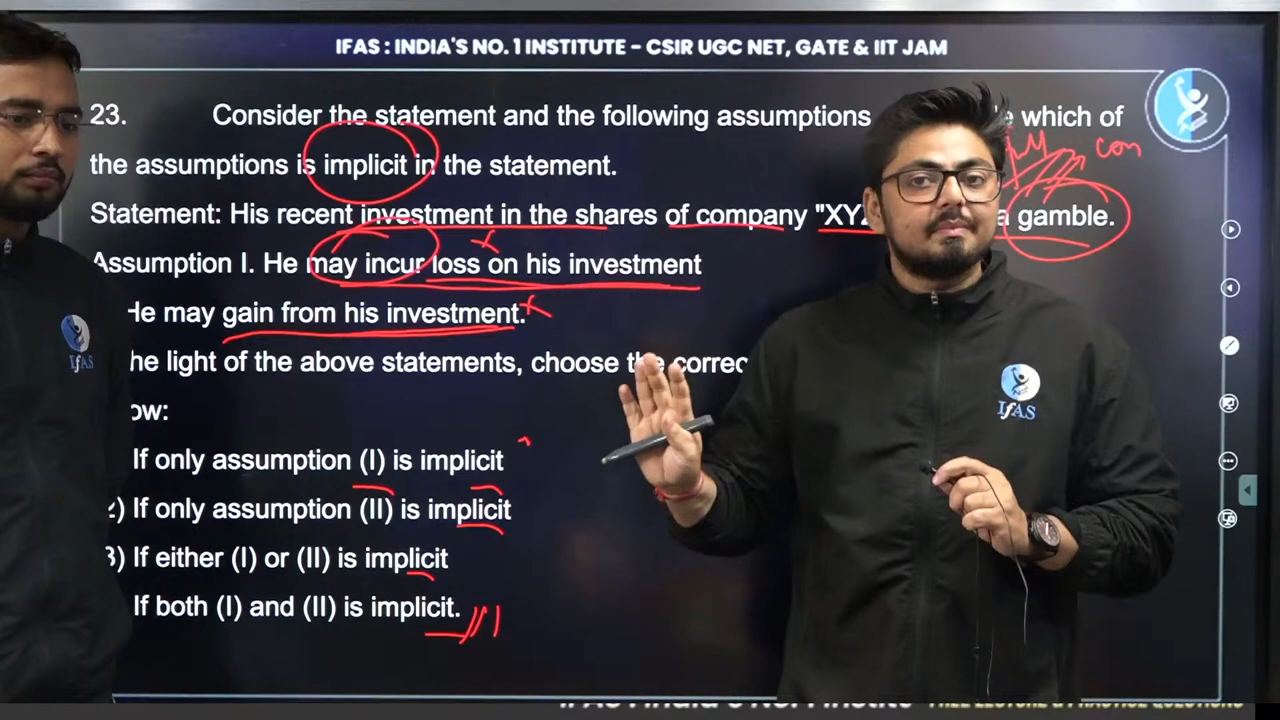 IFAS : INDIA'S NO. 1 INSTITUTE - CSIR UGC NET, GATE & IIT JAM
23. Consider the statement and the following assumptions which of
the assumptions is implicit in the statement.
con
Statement: His recent investment in the shares of company "XYZ a gamble.
Assumption I. He may incur loss on his investment
He may gain from his investment.
he light of the above statements, choose the correc
ow:
If only assumption (I) is implicit
2) If only assumption (II) is implicit
3) If either (I) or (II) is implicit
If both (I) and (II) is implicit.
IfAS
IfAS